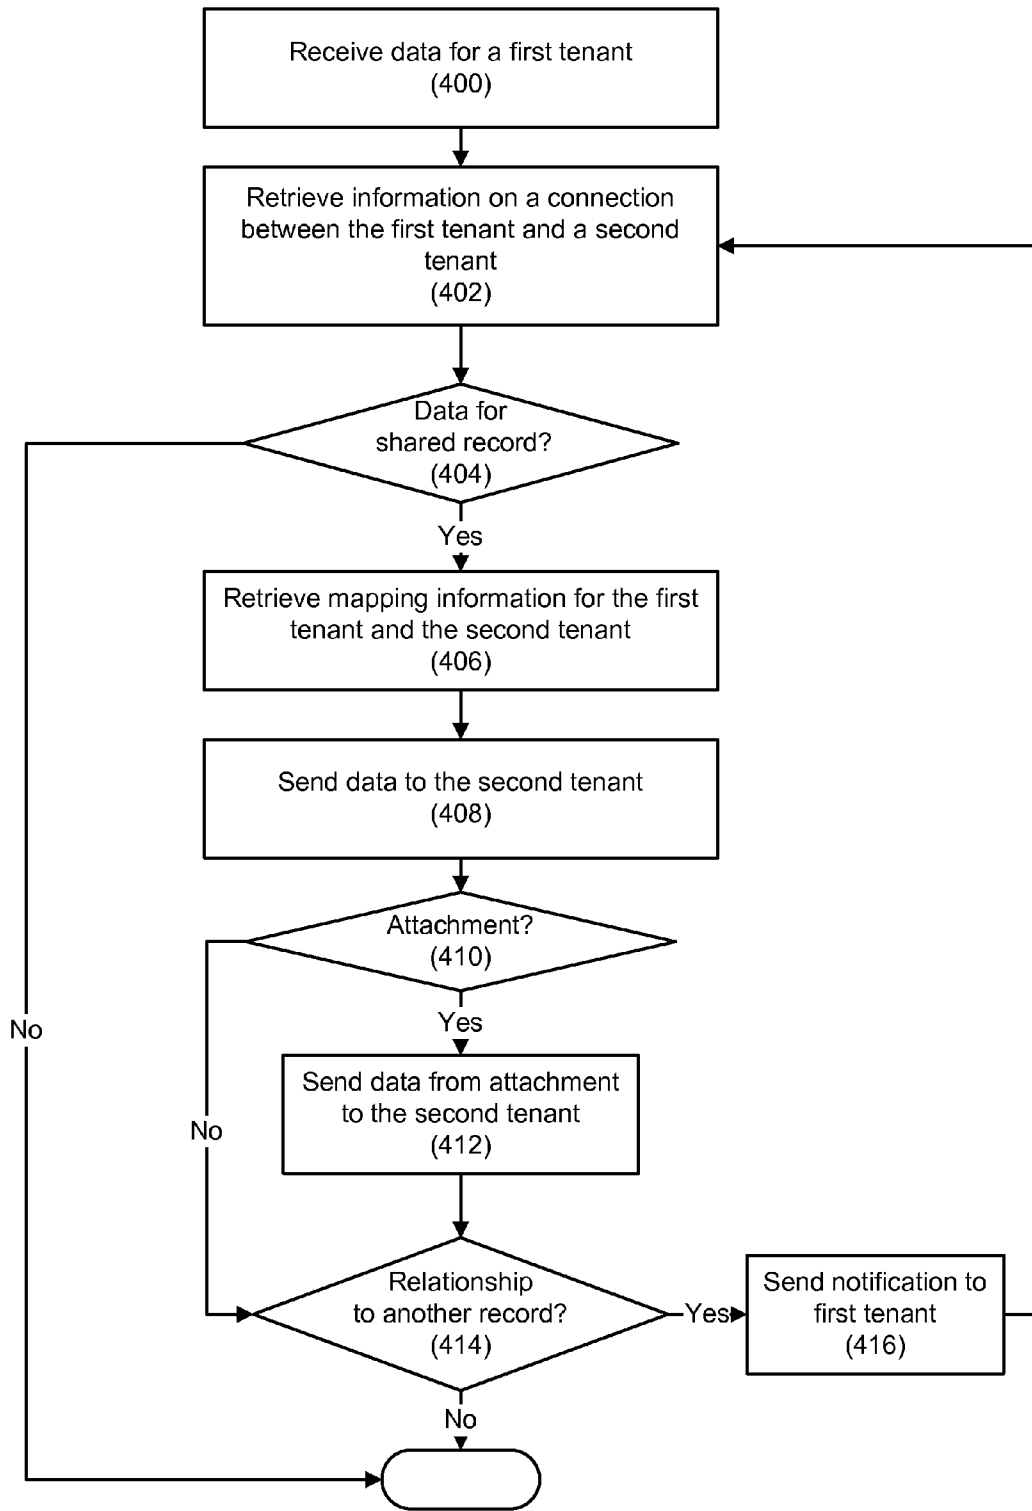 Receive data for a first tenant
(400)
Retrieve information on a connection
between the first tenant and a second
tenant
(402)
Data for
shared record?
(404)
Yes
Retrieve mapping information for the first
tenant and the second tenant
(406)
Send data to the second tenant
(408)
Attachment?
(410)
No
Yes
Send data from attachment
to the second tenant
(412)
No
Relationship
to another record?
(414)
Yes
Send notification to
first tenant
(416)
No